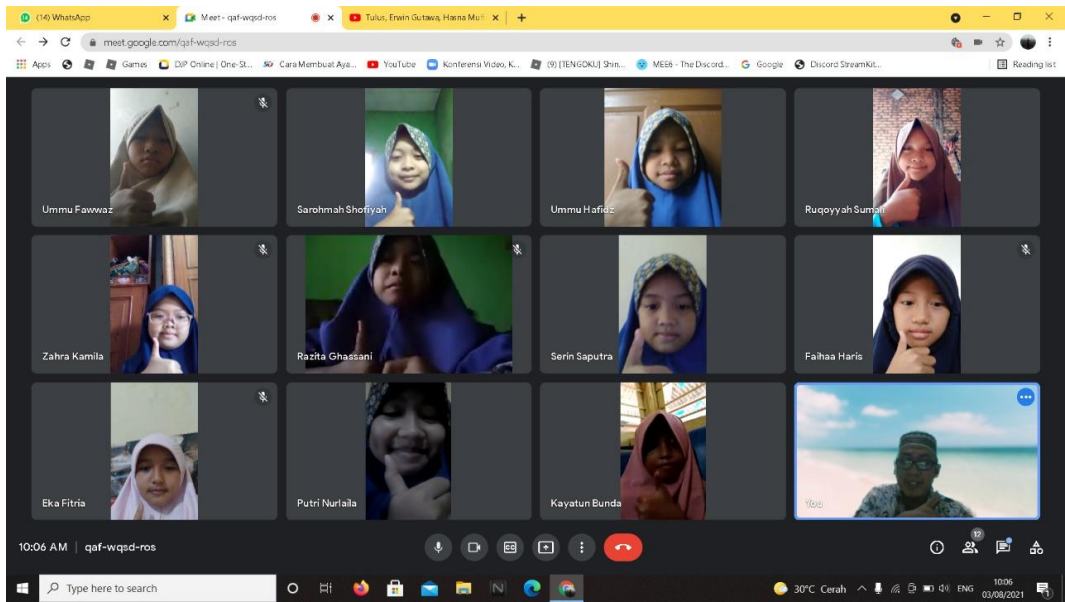 (14) WhatsApp
Meet - qaf-wqsd-ros
Tulus, Erwin Gutawa, Hasna Muf
meet.google.com/qaf-wqsd-ros
Apps
Games
DJP Online | One-St...
Cara Membuat Aya...
YouTube
Konferensi Video, K...
(9) [TENGOKU] Shin...
MEE6 - The Discord...
Google
Discord StreamKit...
Reading list
Ummu Fawwaz
Sarohmah Shofiyah
Ummu Hafidz
Ruqoyyah Sumali
Zahra Kamila
Razita Ghassani
Serin Saputra
Faihaa Haris
Eka Fitria
Putri Nurlaila
Kayatun Bunda
You
10:06 AM | qaf-wqsd-ros
12
Type here to search
30°C Cerah
ENG
10:06
03/08/2021